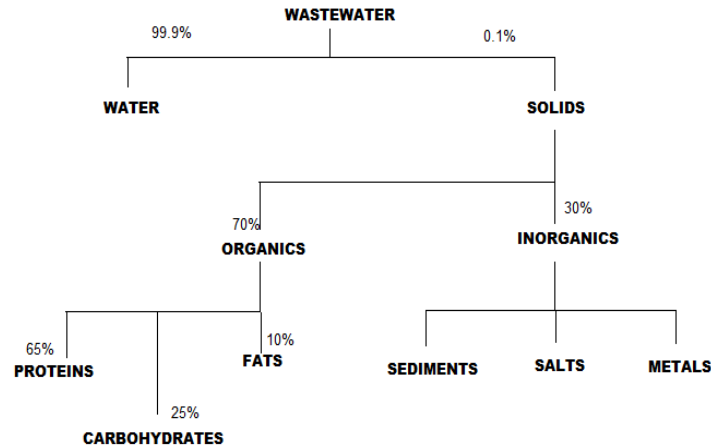 WASTEWATER
99.9%
0.1%
WATER
SOLIDS
70%
30%
ORGANICS
INORGANICS
65%
10%
PROTEINS
FATS
SEDIMENTS
SALTS
METALS
25%
CARBOHYDRATES